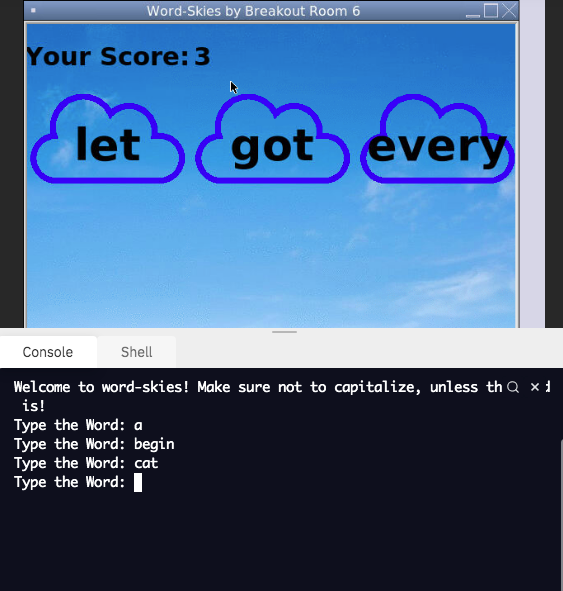 Word-Skies by Breakout Room 6
Your Score: 3
let got every
Console Shell
Welcome to word-skies! Make sure not to capitalize, unless th
is!
Type the Word: a
Type the Word: begin
Type the Word: cat
Type the Word: